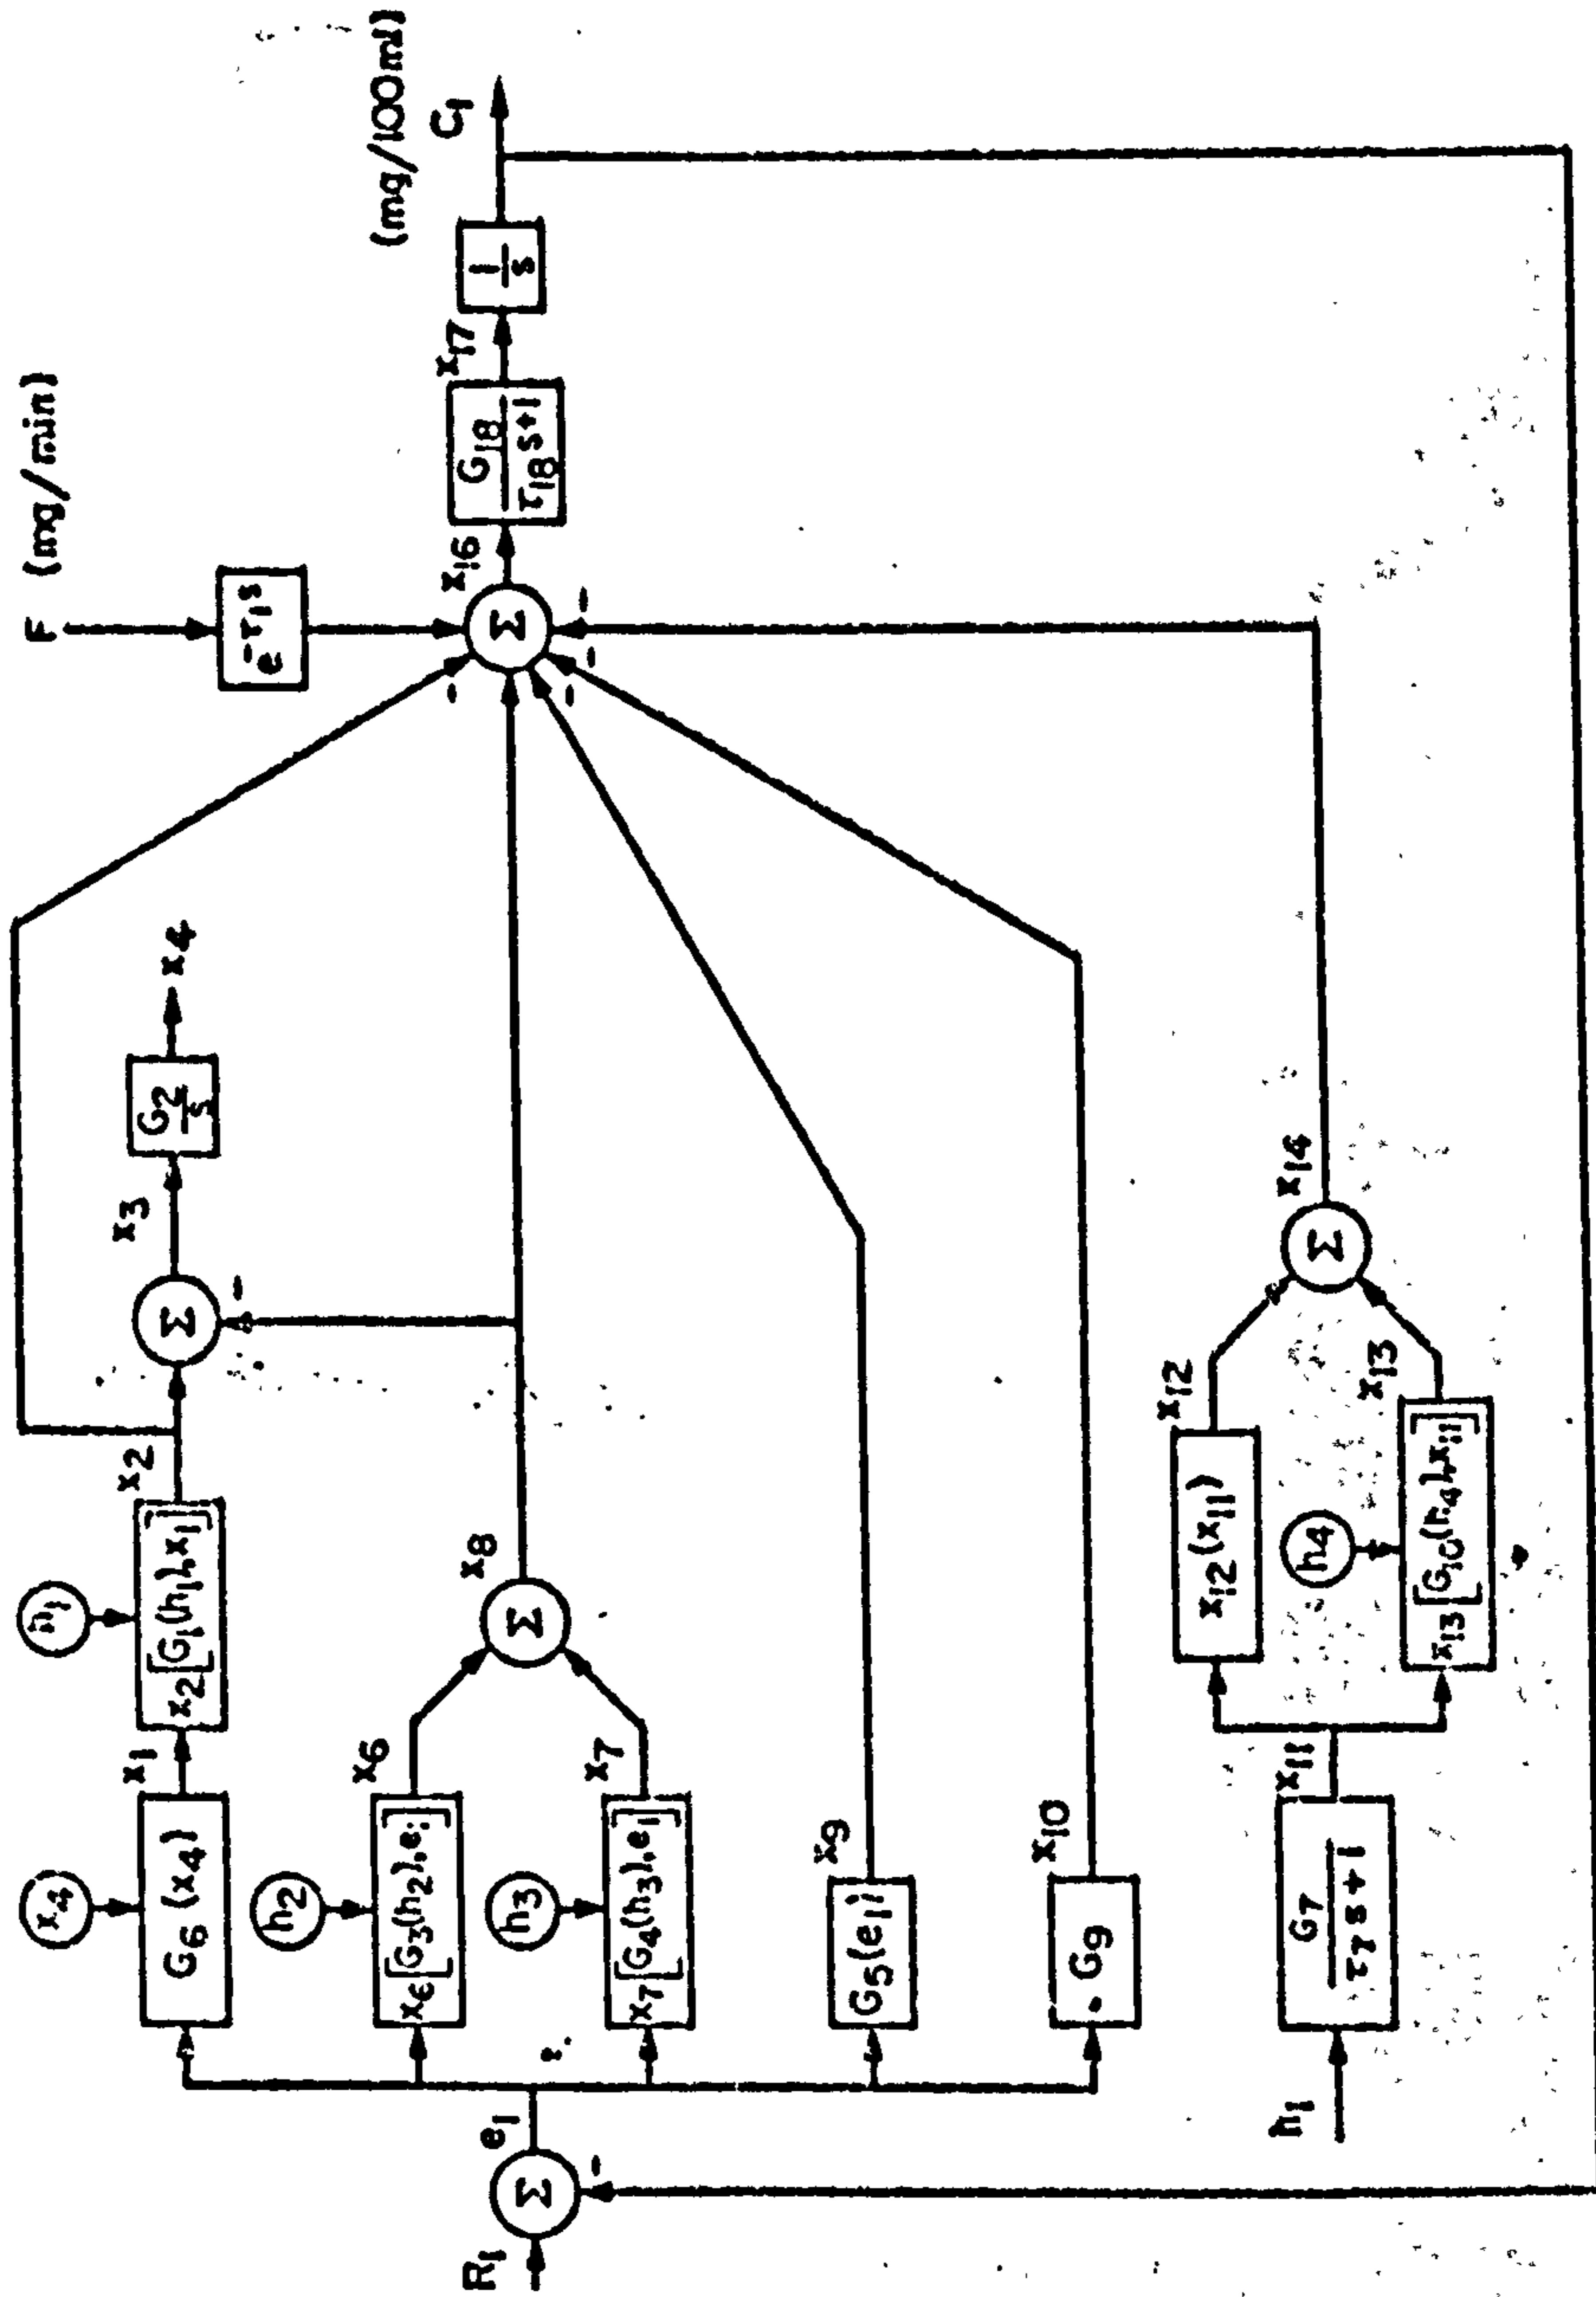 F (mg/min)
(mg/100ml)
x4
h1
G6 (x4)
x1
x2[G1(h1),x1]
x2
Σ
x3
G2
s
x4
e-τ1s
h2
x6[G3(h2),e1]
x6
h3
x7[G4(h3),e1]
x7
Σ
x8
R1
Σ
-
e1
-
-
-
-
-
Σ
x16
G18
τ18s+1
x17
1
s
C1
G5(e1)
x9
G9
x10
h1
G7
τ7s+1
x11
x12(x11)
x12
h4
x13[G10(h4),x11]
x13
Σ
x14